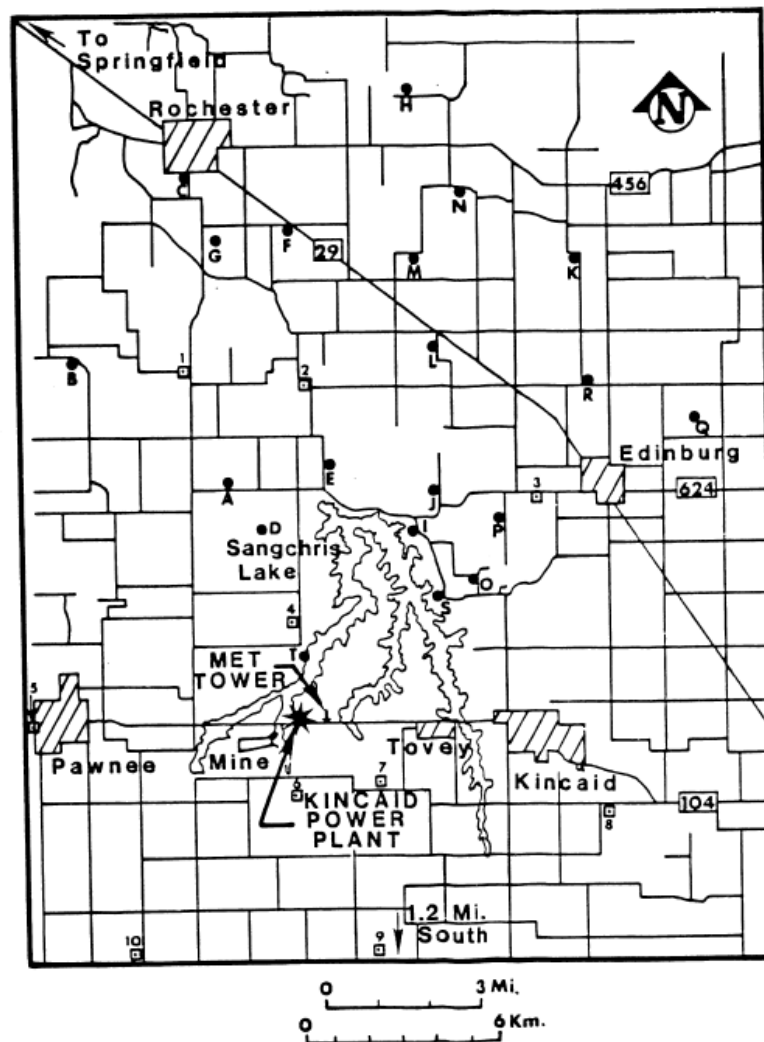 To
Springfield
Rochester
H
N
456
C
N
F
G
29
M
K
1
B
2
L
R
Q
Edinburg
E
A
J
3
624
D
I
P
Sangchris
Lake
O
S
4
T
MET
TOWER
5
Tovey
Pawnee
Mine
7
Kincaid
6
KINCAID
POWER
PLANT
104
8
1.2 Mi.
South
10
9
0 3 Mi.
0 6 Km.